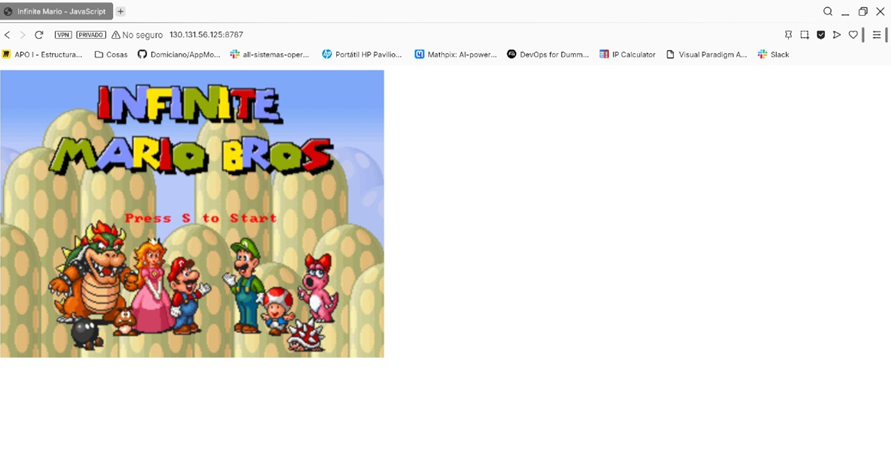 Infinite Mario - JavaScript
VPN PRIVADO No seguro 130.131.56.125:8787
APO I - Estructura... Cosas Domiciano/AppMo... all-sistemas-oper... Portátil HP Pavilio... Mathpix: AI-power... DevOps for Dumm... IP Calculator Visual Paradigm A... Slack
INFINITE
MARIO BROS
Press S to Start